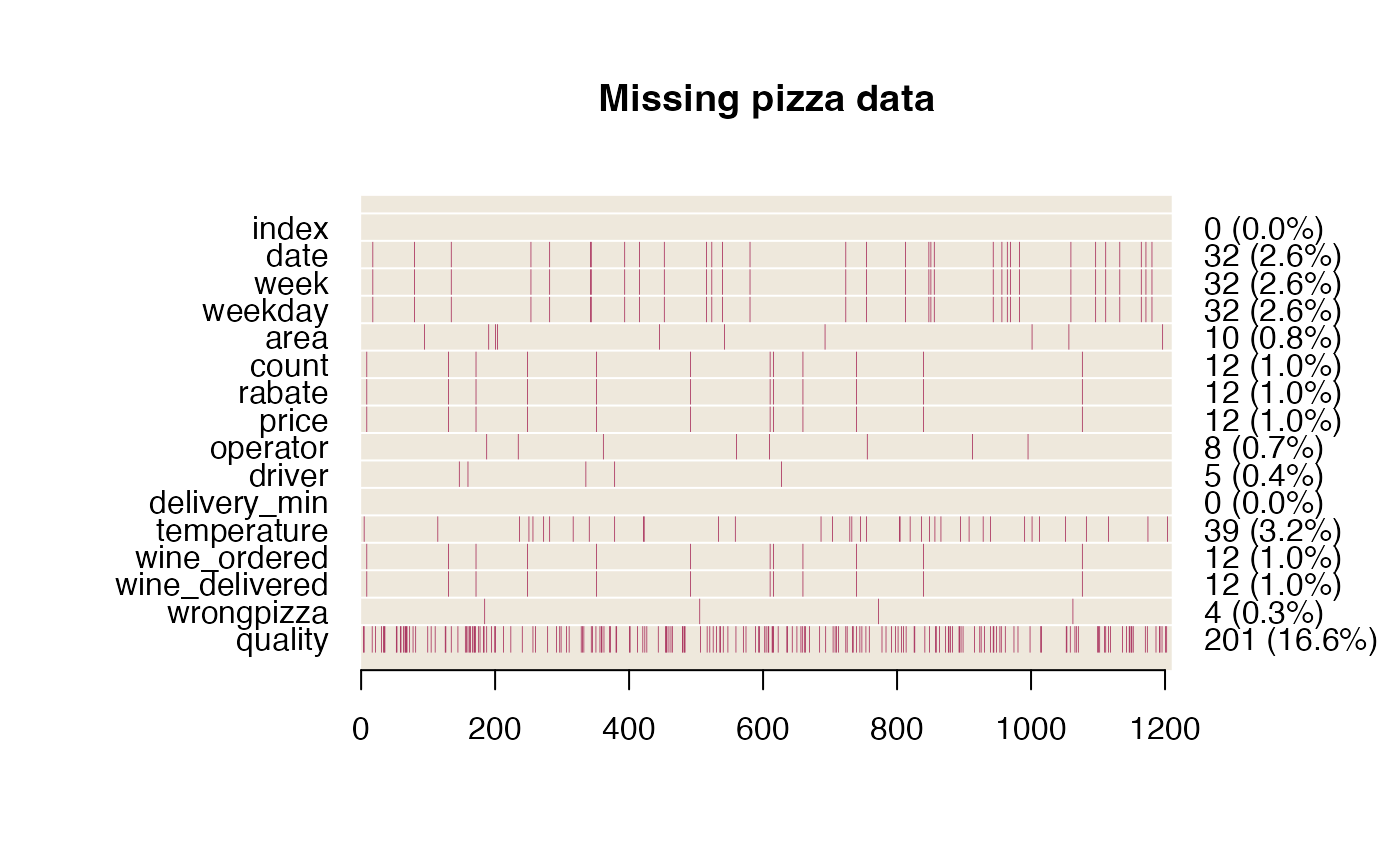 Missing pizza data
index 0 (0.0%)
date 32 (2.6%)
week 32 (2.6%)
weekday 32 (2.6%)
area 10 (0.8%)
count 12 (1.0%)
rabate 12 (1.0%)
price 12 (1.0%)
operator 8 (0.7%)
driver 5 (0.4%)
delivery_min 0 (0.0%)
temperature 39 (3.2%)
wine_ordered 12 (1.0%)
wine_delivered 12 (1.0%)
wrongpizza 4 (0.3%)
quality 201 (16.6%)
0 200 400 600 800 1000 1200